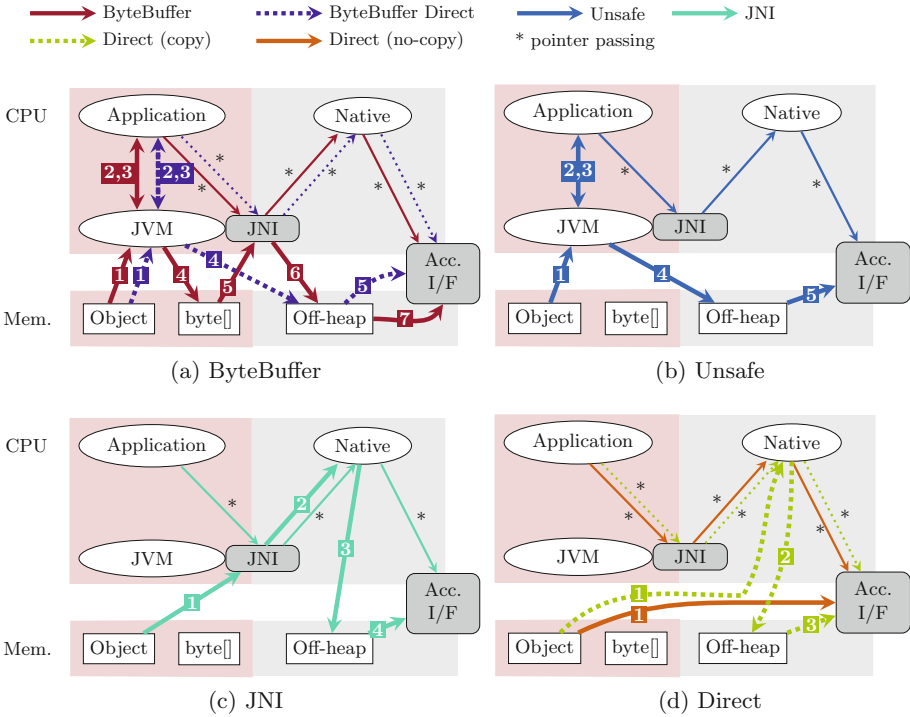 ByteBuffer ByteBuffer Direct Unsafe JNI
Direct (copy) Direct (no-copy) * pointer passing
CPU
Application Native
* *
2,3 2,3 * * *
JVM JNI
1 1 4 5 4 6 5
Acc.
I/F
Mem.
Object byte[] Off-heap 7
(a) ByteBuffer
Application Native
2,3 * * *
JVM JNI
1 4 5
Acc.
I/F
Object byte[] Off-heap
(b) Unsafe
CPU
Application Native
* 2 * *
3
JVM JNI
1 4
Acc.
I/F
Mem.
Object byte[] Off-heap
(c) JNI
Application Native
* * * * * *
2
JVM JNI
1 1 3
Acc.
I/F
Object byte[] Off-heap
(d) Direct